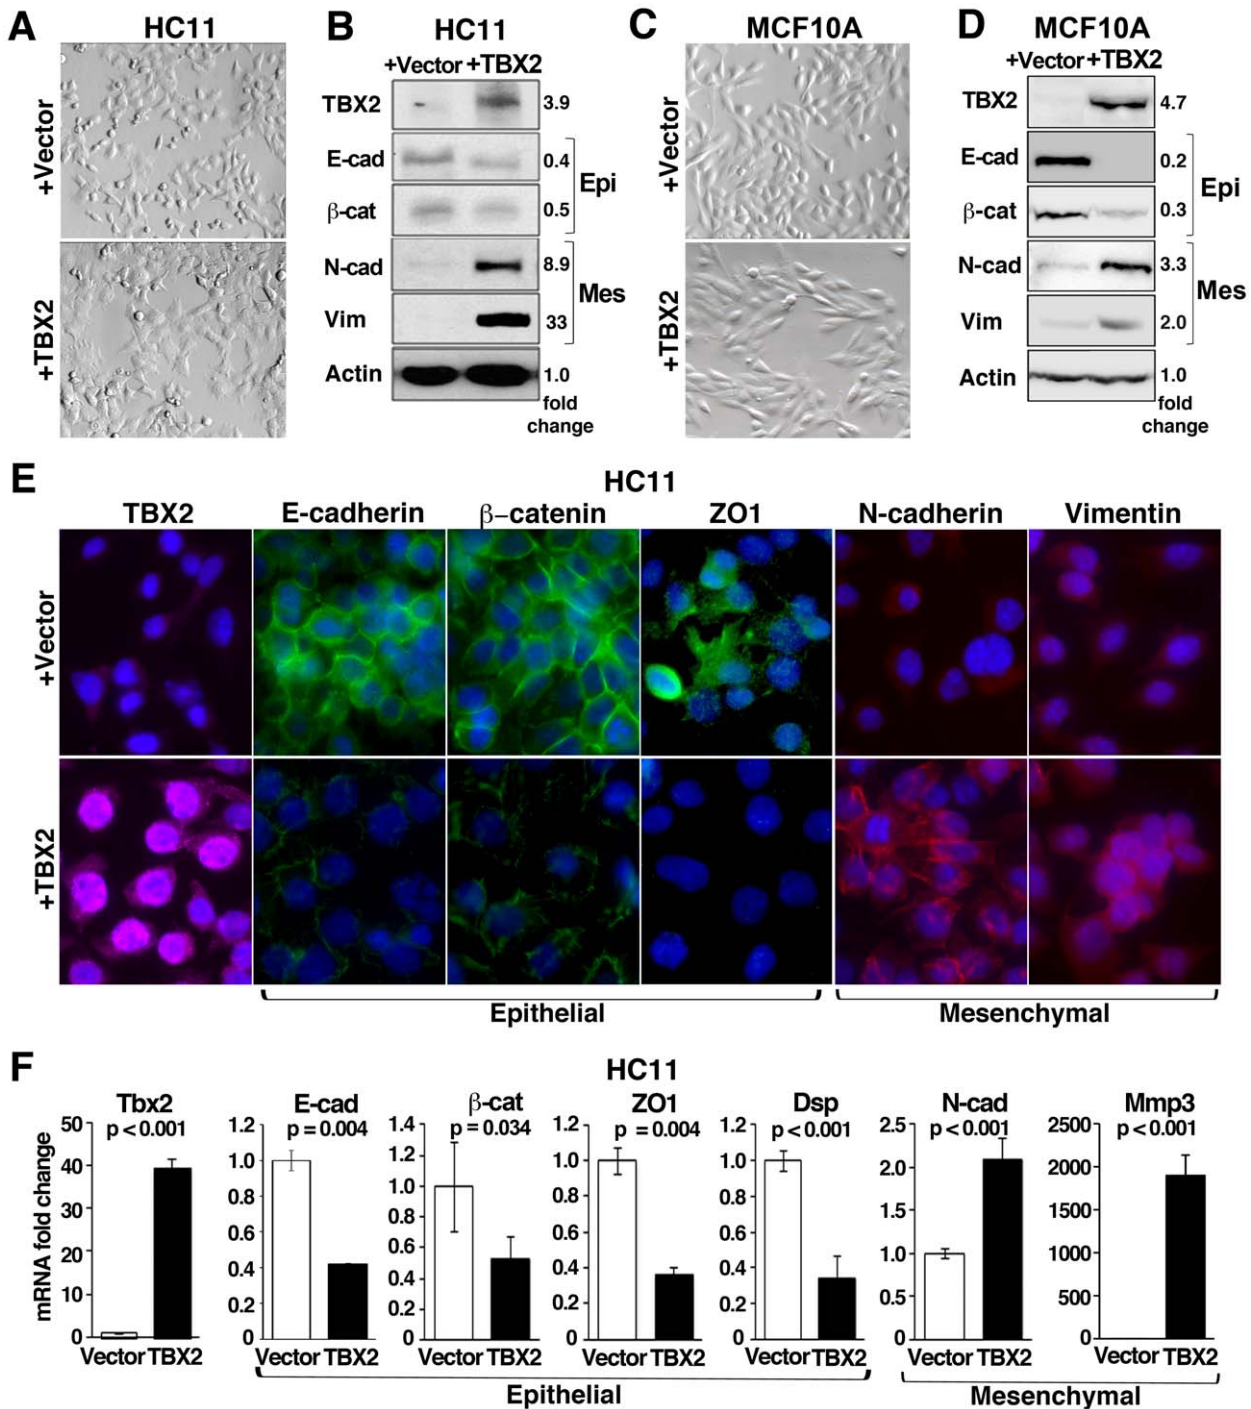 A
HC11
+Vector
+TBX2
B
HC11
+Vector +TBX2
TBX2 3.9
E-cad 0.4
β-cat 0.5
Epi
N-cad 8.9
Vim 33
Mes
Actin 1.0
fold
change
C
MCF10A
+Vector
+TBX2
D
MCF10A
+Vector +TBX2
TBX2 4.7
E-cad 0.2
β-cat 0.3
Epi
N-cad 3.3
Vim 2.0
Mes
Actin 1.0
fold
change
E
HC11
TBX2 E-cadherin β-catenin ZO1 N-cadherin Vimentin
+Vector
+TBX2
Epithelial Mesenchymal
F
HC11
mRNA fold change
Tbx2
p < 0.001
50
40
30
20
10
0
Vector TBX2
E-cad
p = 0.004
1.2
1.0
0.8
0.6
0.4
0.2
0
Vector TBX2
β-cat
p = 0.034
1.4
1.2
1.0
0.8
0.6
0.4
0.2
0
Vector TBX2
ZO1
p = 0.004
1.2
1.0
0.8
0.6
0.4
0.2
0
Vector TBX2
Dsp
p < 0.001
1.2
1.0
0.8
0.6
0.4
0.2
0
Vector TBX2
N-cad
p < 0.001
2.5
2.0
1.5
1.0
0.5
0
Vector TBX2
Mmp3
p < 0.001
2500
2000
1500
1000
500
0
Vector TBX2
Epithelial Mesenchymal